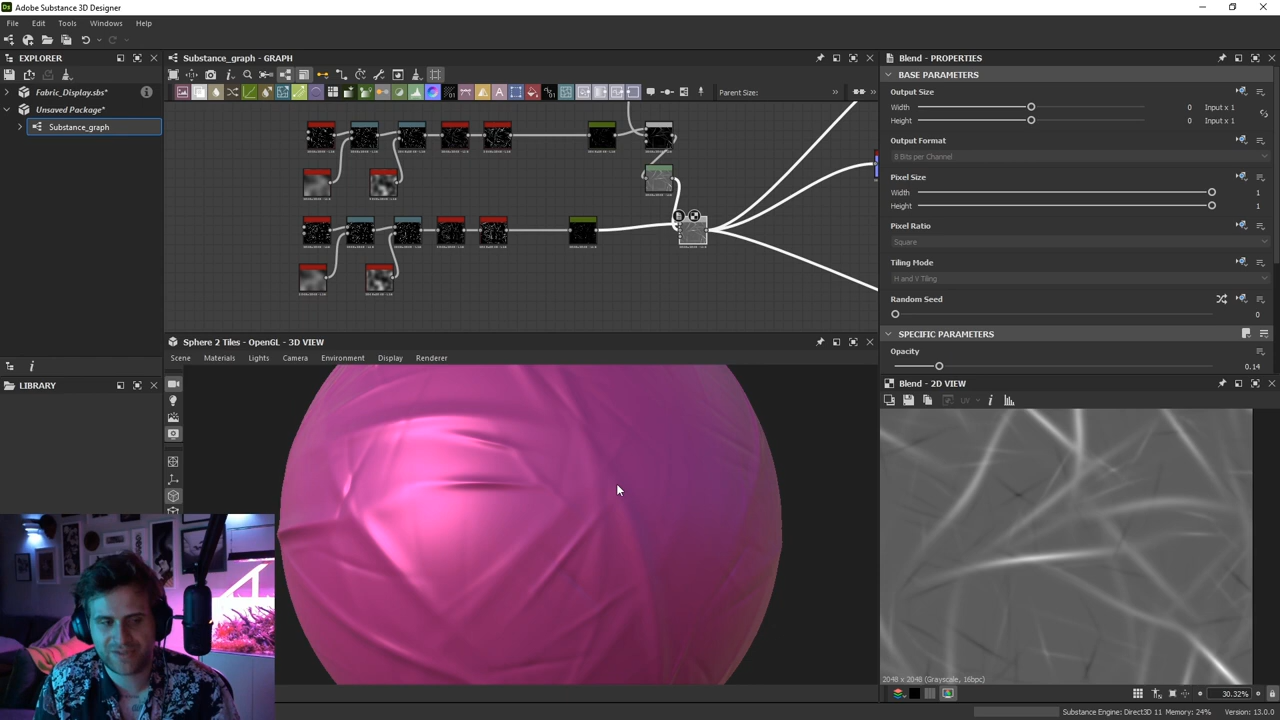 Adobe Substance 3D Designer
File Edit Tools Windows Help
EXPLORER
Fabric_Display.sbs*
Unsaved Package*
Substance_graph
LIBRARY
Substance_graph - GRAPH
Parent Size:
Sphere 2 Tiles - OpenGL - 3D VIEW
Scene Materials Lights Camera Environment Display Renderer
Blend - PROPERTIES
BASE PARAMETERS
Output Size
Width 0 Input x 1
Height 0 Input x 1
Output Format
8 Bits per Channel
Pixel Size
Width 1
Height 1
Pixel Ratio
Square
Tiling Mode
H and V Tiling
Random Seed
0
SPECIFIC PARAMETERS
Opacity
0.14
Blend - 2D VIEW
UV
2048 x 2048 (Grayscale, 16bpc)
30.32%
Substance Engine: Direct3D 11 Memory: 24% Version: 13.0.0